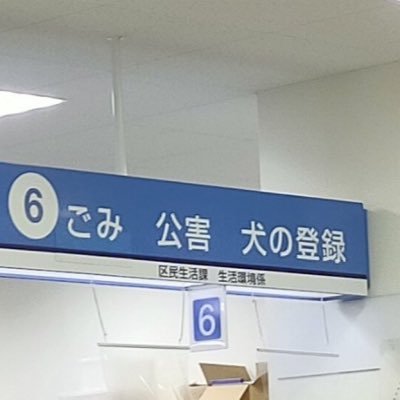 6 ごみ 公害 犬の登録
区民生活課 生活環境係
6